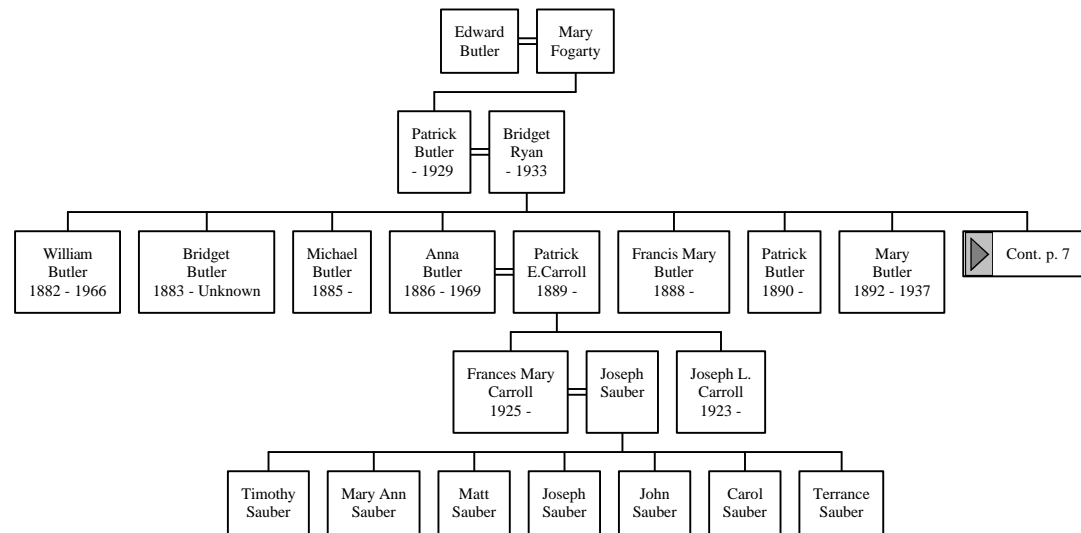 Edward
Butler
Mary
Fogarty
Patrick
Butler
- 1929
Bridget
Ryan
- 1933
William
Butler
1882 - 1966
Bridget
Butler
1883 - Unknown
Michael
Butler
1885 -
Anna
Butler
1886 - 1969
Patrick
E.Carroll
1889 -
Francis Mary
Butler
1888 -
Patrick
Butler
1890 -
Mary
Butler
1892 - 1937
Cont. p. 7
Frances Mary
Carroll
1925 -
Joseph
Sauber
Joseph L.
Carroll
1923 -
Timothy
Sauber
Mary Ann
Sauber
Matt
Sauber
Joseph
Sauber
John
Sauber
Carol
Sauber
Terrance
Sauber